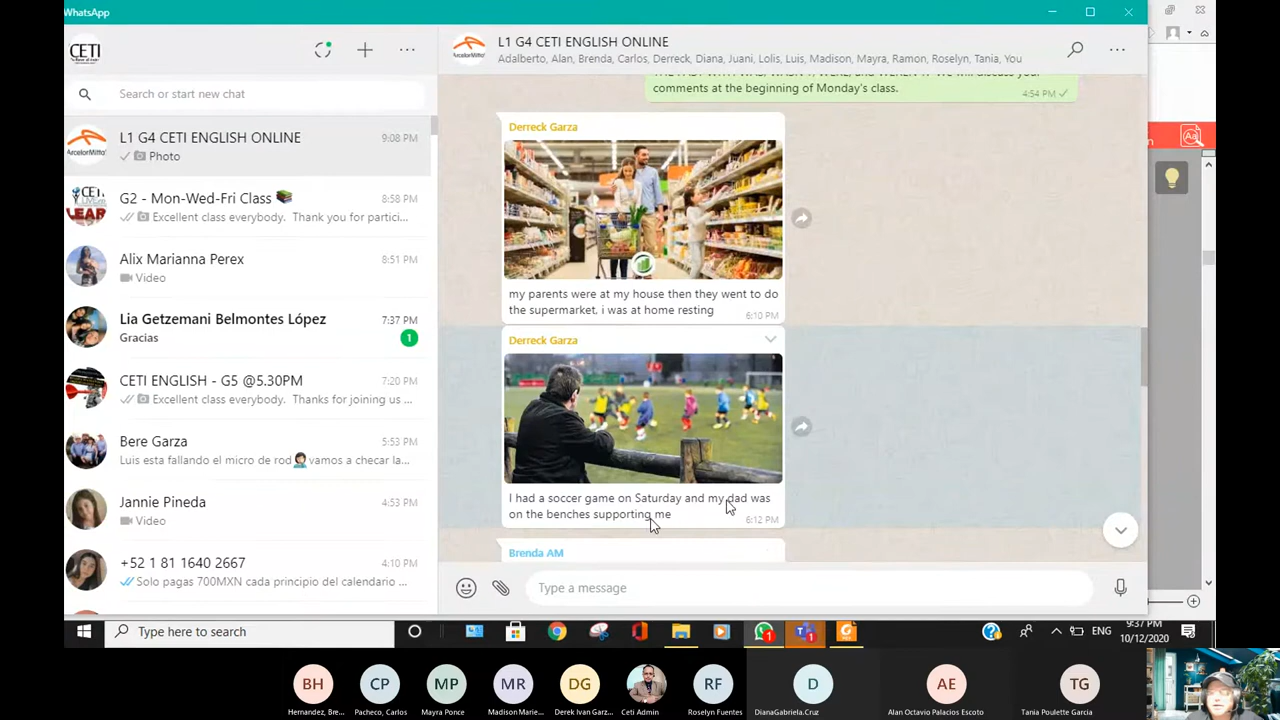 WhatsApp
CETI
Search or start new chat
ArcelorMittal
L1 G4 CETI ENGLISH ONLINE
9:08 PM
Photo
G2 - Mon-Wed-Fri Class
8:58 PM
Excellent class everybody. Thank you for partici...
Alix Marianna Perex
8:51 PM
Video
Lia Getzemani Belmontes López
7:37 PM
Gracias
1
CETI ENGLISH - G5 @5.30PM
7:20 PM
Excellent class everybody. Thanks for joining us ...
Bere Garza
5:53 PM
Luis esta fallando el micro de rod vamos a checar la...
Jannie Pineda
4:53 PM
Video
+52 1 81 1640 2667
4:10 PM
Solo pagas 700MXN cada principio del calendario ...
ArcelorMittal
L1 G4 CETI ENGLISH ONLINE
Adalberto, Alan, Brenda, Carlos, Derreck, Diana, Juani, Lolis, Luis, Madison, Mayra, Ramon, Roselyn, Tania, You
comments at the beginning of Monday's class.
4:54 PM
Derreck Garza
my parents were at my house then they went to do
the supermarket. i was at home resting
6:10 PM
Derreck Garza
I had a soccer game on Saturday and my dad was
on the benches supporting me
6:12 PM
Brenda AM
Type a message
Type here to search
ENG
9:37 PM
10/12/2020
BH
CP
MP
MR
DG
RF
D
AE
TG
Hernandez, Bre...
Pacheco, Carlos
Mayra Ponce
Madison Marie...
Derek Ivan Garz...
Ceti Admin
Roselyn Fuentes
DianaGabriela.Cruz
Alan Octavio Palacios Escoto
Tania Poulette Garcia